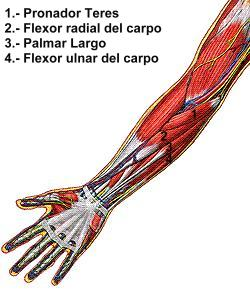 1.- Pronador Teres
2.- Flexor radial del carpo
3.- Palmar Largo
4.- Flexor ulnar del carpo